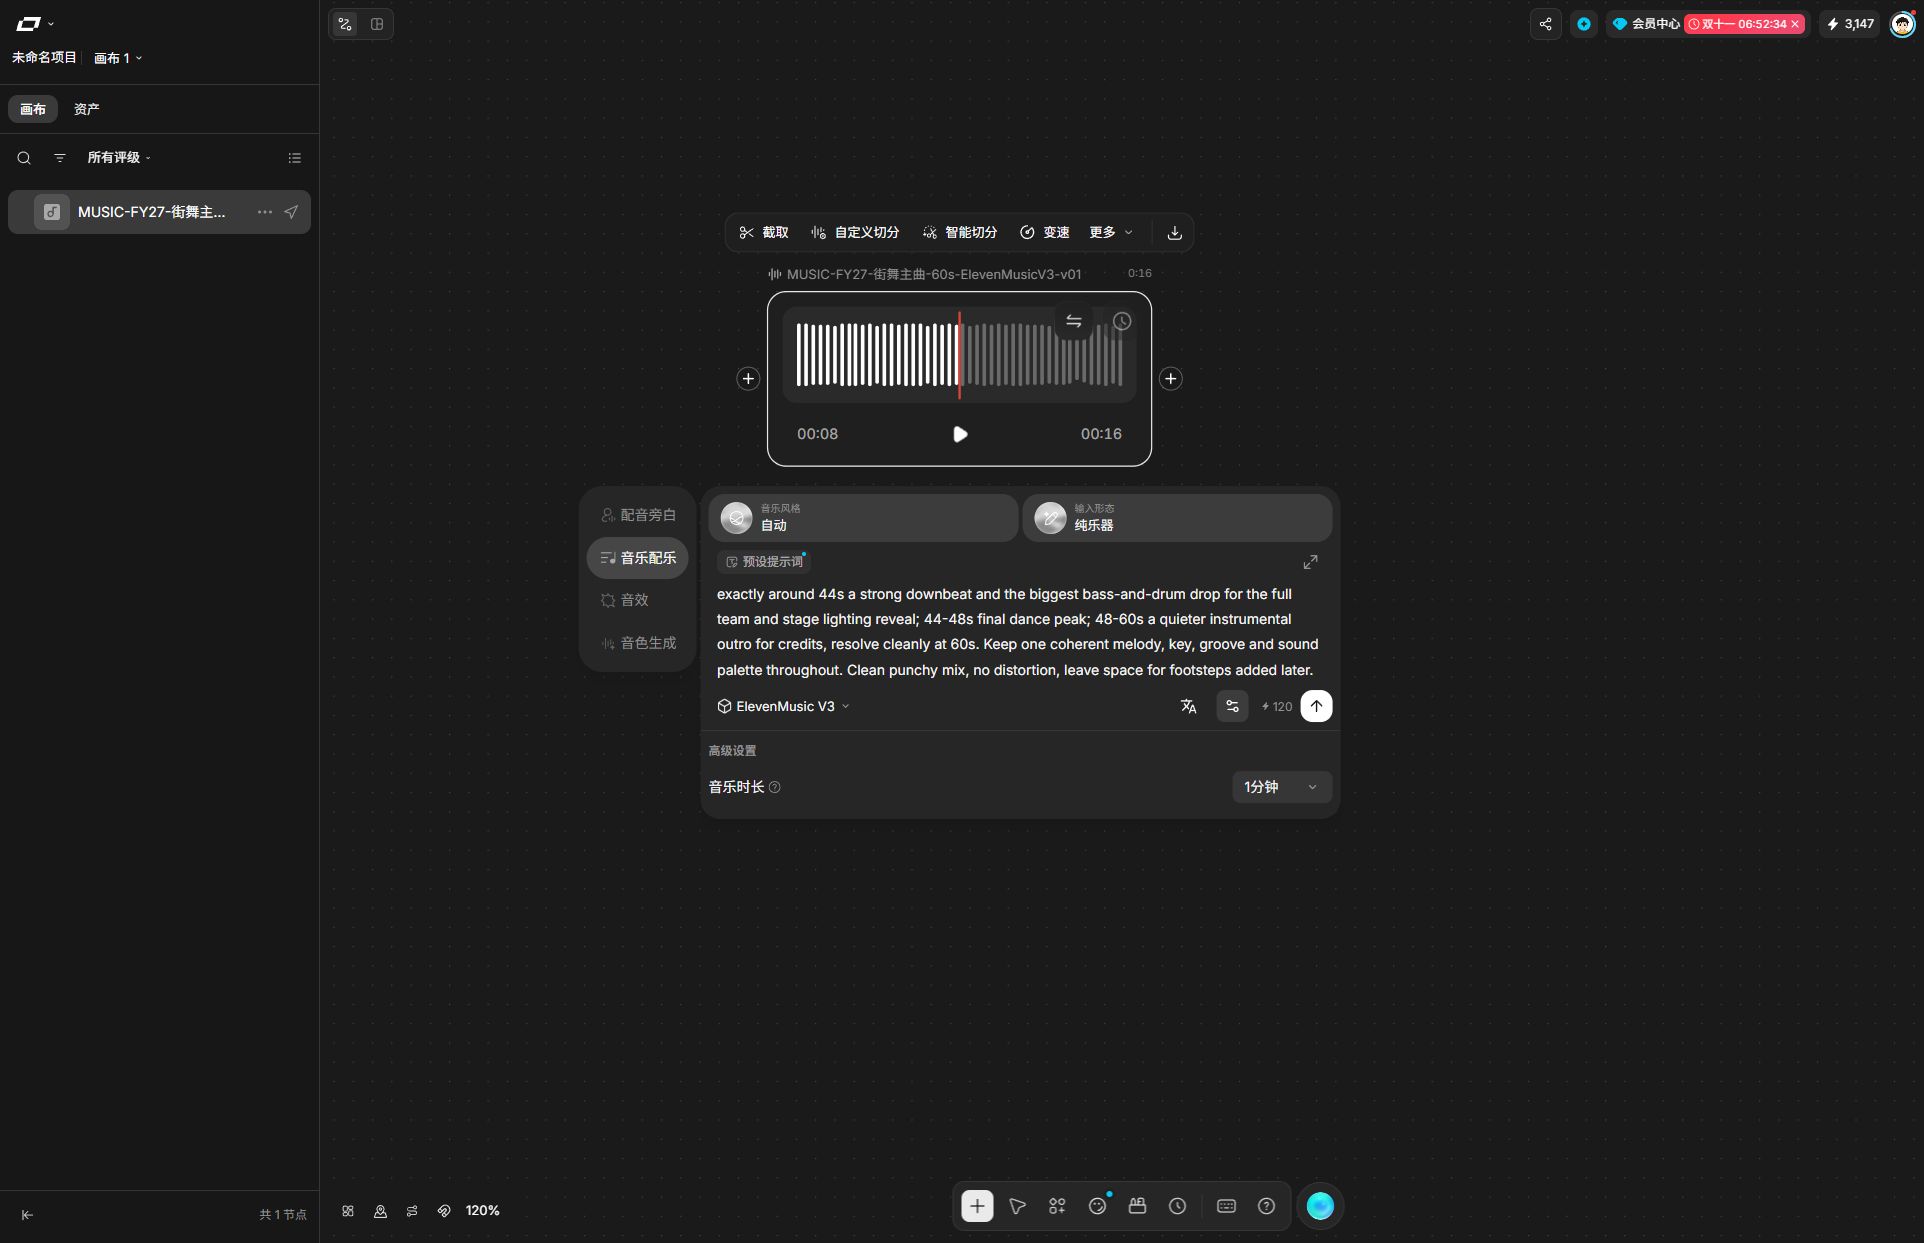 未命名项目
画布 1
会员中心
双十一 06:52:34
3,147
画布
资产
所有评级
MUSIC-FY27-街舞主...
截取
自定义切分
智能切分
变速
更多
MUSIC-FY27-街舞主曲-60s-ElevenMusicV3-v01
0:16
00:08
00:16
配音旁白
音乐配乐
音效
音色生成
音乐风格
自动
输入形态
纯乐器
预设提示词
exactly around 44s a strong downbeat and the biggest bass-and-drum drop for the full
team and stage lighting reveal; 44-48s final dance peak; 48-60s a quieter instrumental
outro for credits, resolve cleanly at 60s. Keep one coherent melody, key, groove and sound
palette throughout. Clean punchy mix, no distortion, leave space for footsteps added later.
ElevenMusic V3
120
高级设置
音乐时长
1分钟
共 1 节点
120%